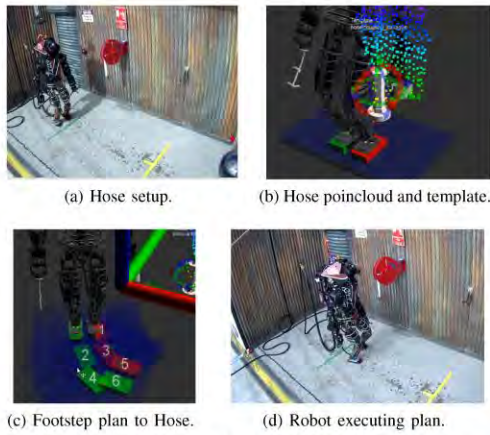 (a) Hose setup.
Template
(b) Hose poincloud and template.
1
2
3
5
4
6
(c) Footstep plan to Hose.
(d) Robot executing plan.